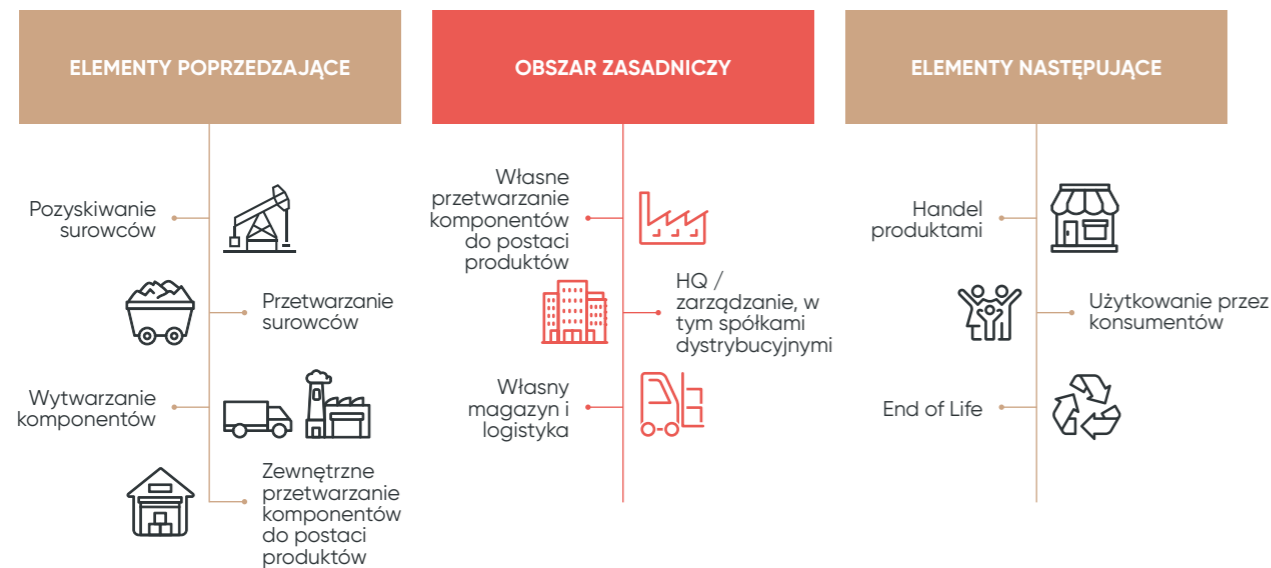 ELEMENTY POPRZEDZAJĄCE
Pozyskiwanie
surowców
Przetwarzanie
surowców
Wytwarzanie
komponentów
Zewnętrzne
przetwarzanie
komponentów
do postaci
produktów
OBSZAR ZASADNICZY
Własne
przetwarzanie
komponentów
do postaci
produktów
HQ /
zarządzanie, w
tym spółkami
dystrybucyjnymi
Własny
magazyn i
logistyka
ELEMENTY NASTĘPUJĄCE
Handel
produktami
Użytkowanie przez
konsumentów
End of Life